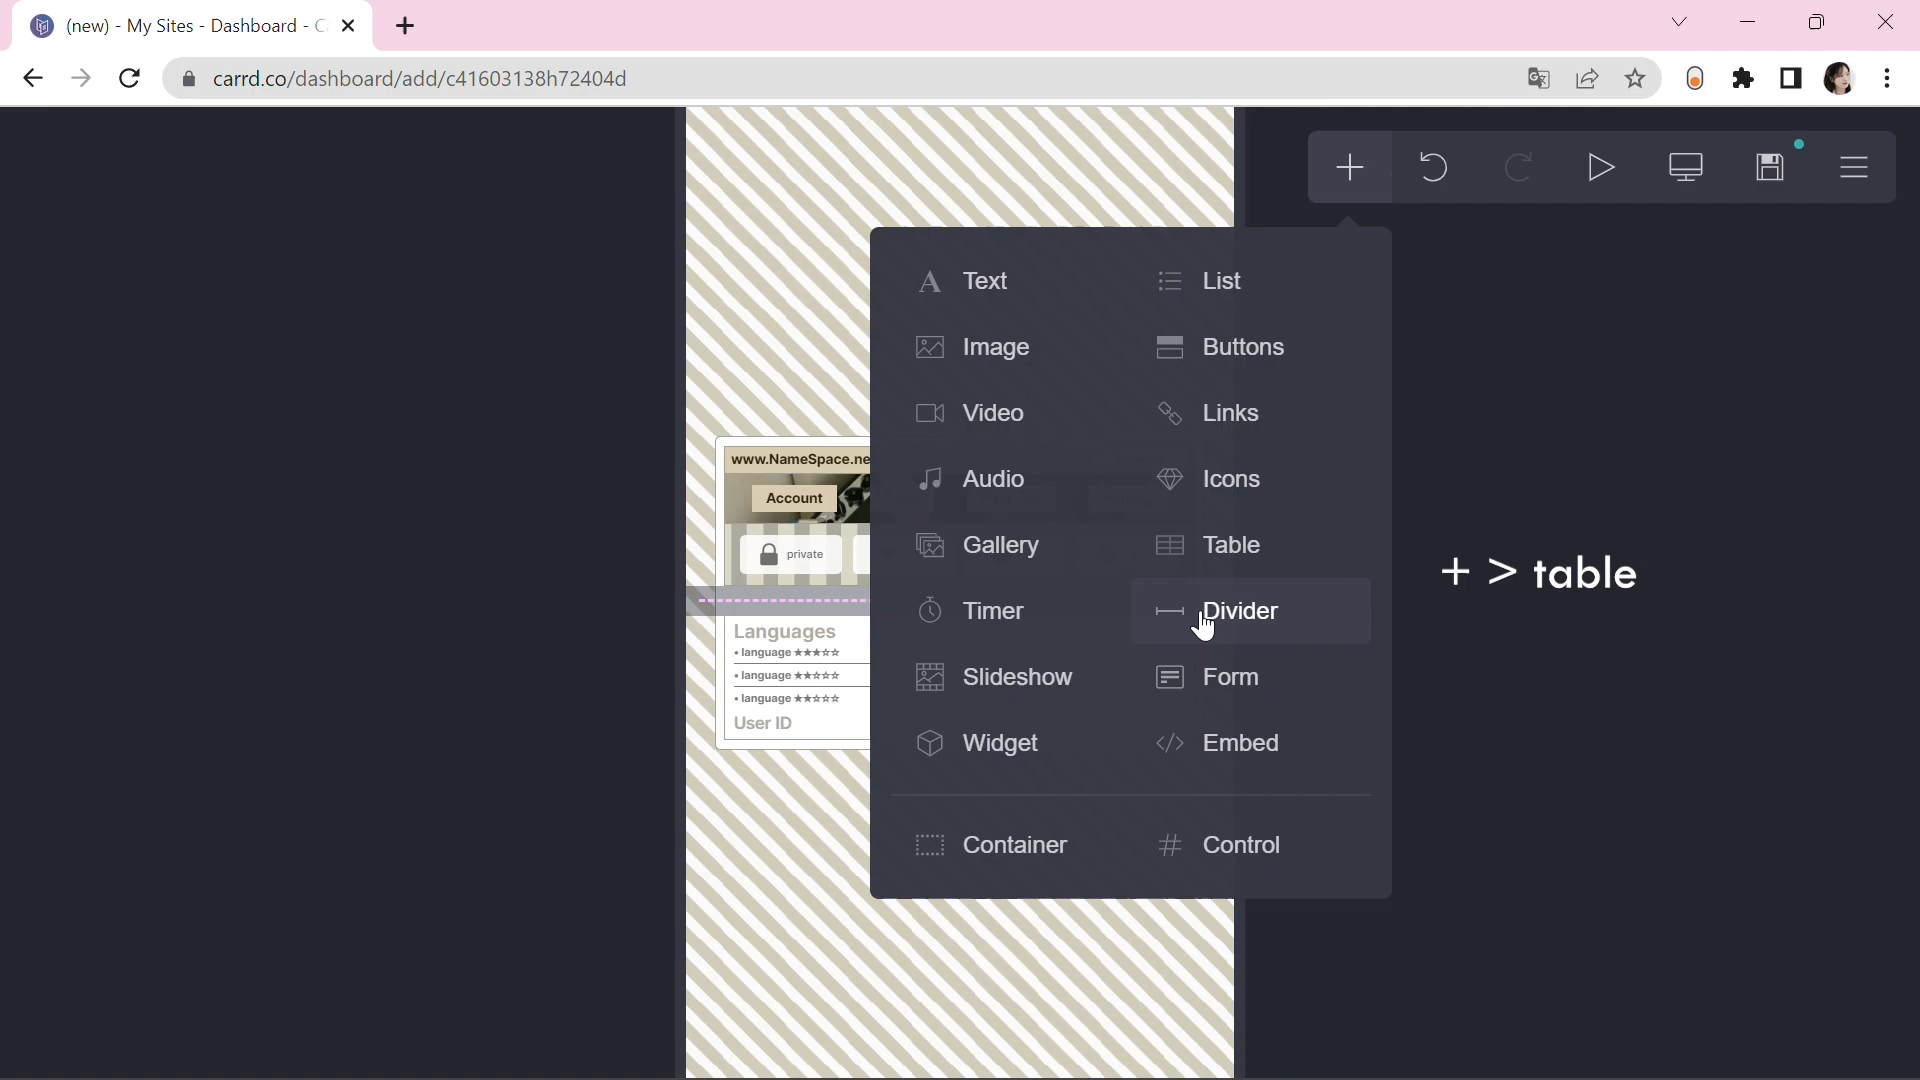 (new) - My Sites - Dashboard - C
carrd.co/dashboard/add/c41603138h72404d
Text
List
Image
Buttons
Video
Links
www.NameSpace.ne
Account
Audio
Icons
private
Gallery
Table
+ > table
Timer
Divider
Languages
• language ★★★☆☆
• language ★★☆☆☆
• language ★★☆☆☆
User ID
Slideshow
Form
Widget
Embed
Container
Control